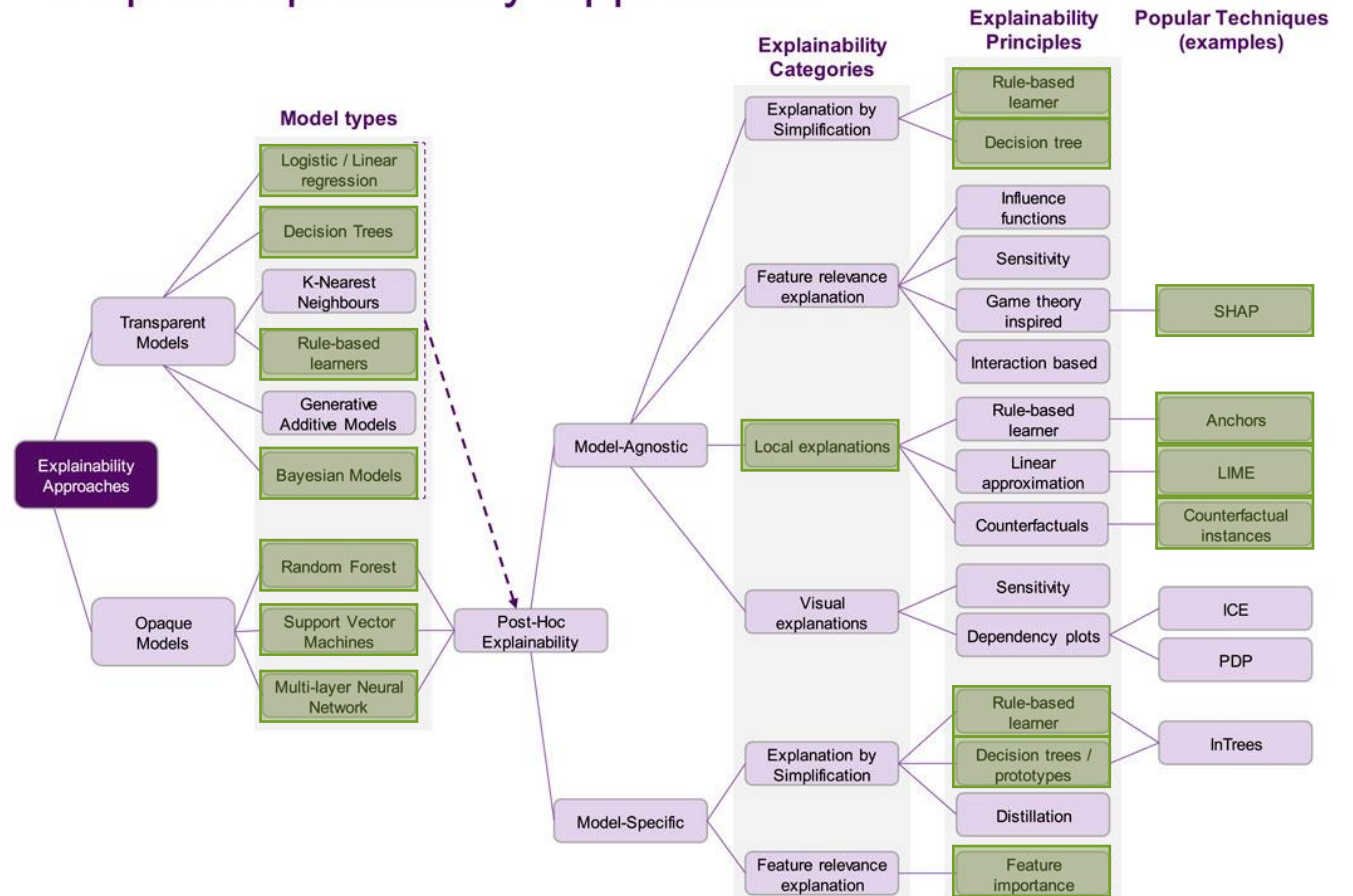 Explainability
Principles
Popular Techniques
(examples)
Explainability
Categories
Model types
Explainability
Approaches
Transparent
Models
Opaque
Models
Logistic / Linear
regression
Decision Trees
K-Nearest
Neighbours
Rule-based
learners
Generative
Additive Models
Bayesian Models
Random Forest
Support Vector
Machines
Multi-layer Neural
Network
Post-Hoc
Explainability
Model-Agnostic
Model-Specific
Explanation by
Simplification
Feature relevance
explanation
Local explanations
Visual
explanations
Explanation by
Simplification
Feature relevance
explanation
Rule-based
learner
Decision tree
Influence
functions
Sensitivity
Game theory
inspired
Interaction based
Rule-based
learner
Linear
approximation
Counterfactuals
Sensitivity
Dependency plots
Rule-based
learner
Decision trees /
prototypes
Distillation
Feature
importance
SHAP
Anchors
LIME
Counterfactual
instances
ICE
PDP
InTrees